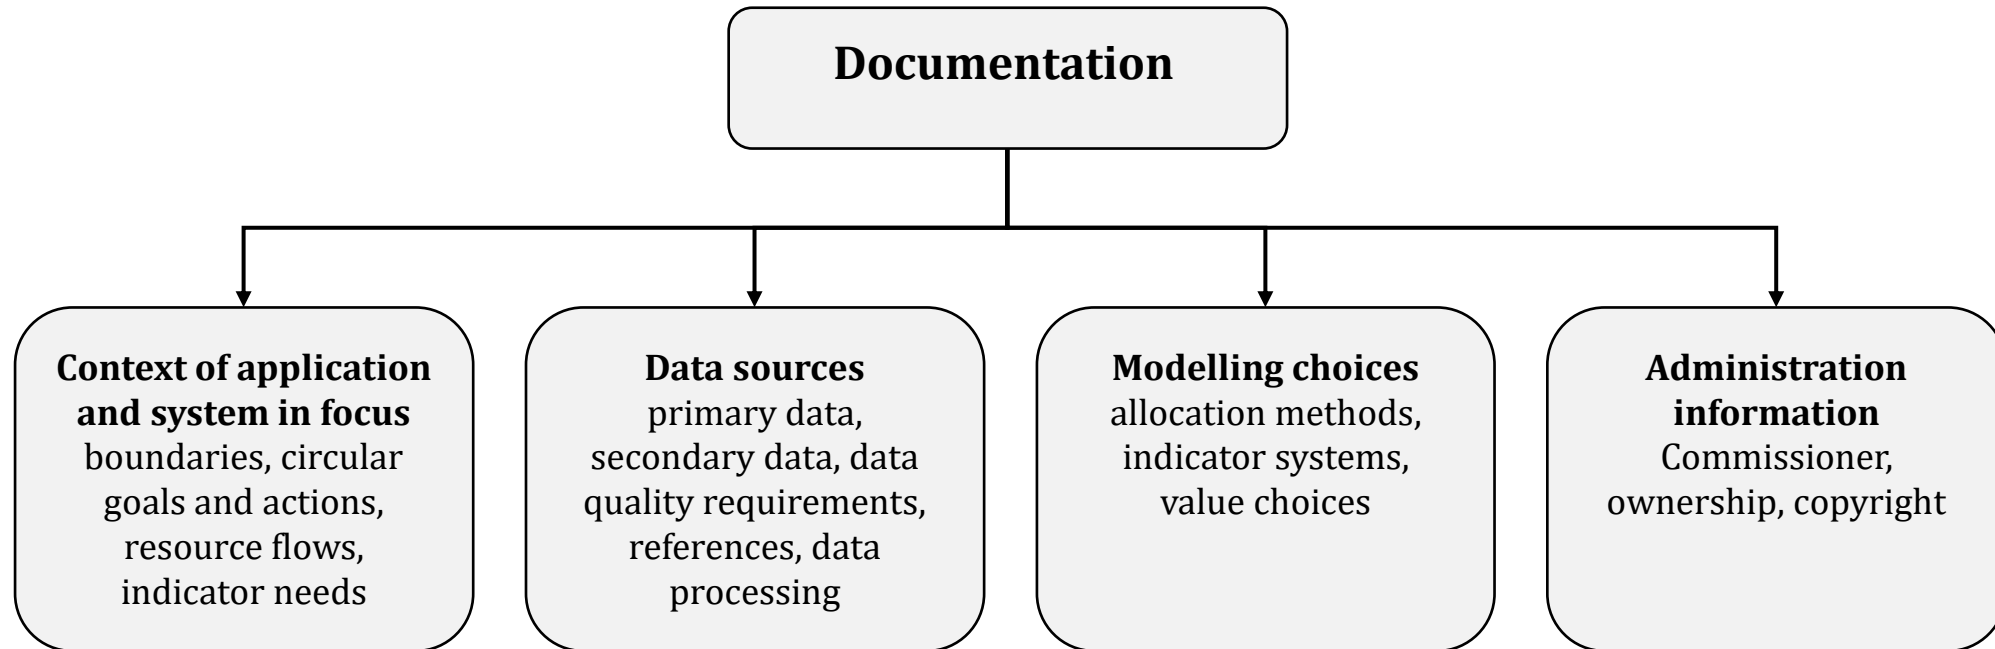 Documentation
Context of application
and system in focus
boundaries, circular
goals and actions,
resource flows,
indicator needs
Data sources
primary data,
secondary data, data
quality requirements,
references, data
processing
Modelling choices
allocation methods,
indicator systems,
value choices
Administration
information
Commissioner,
ownership, copyright